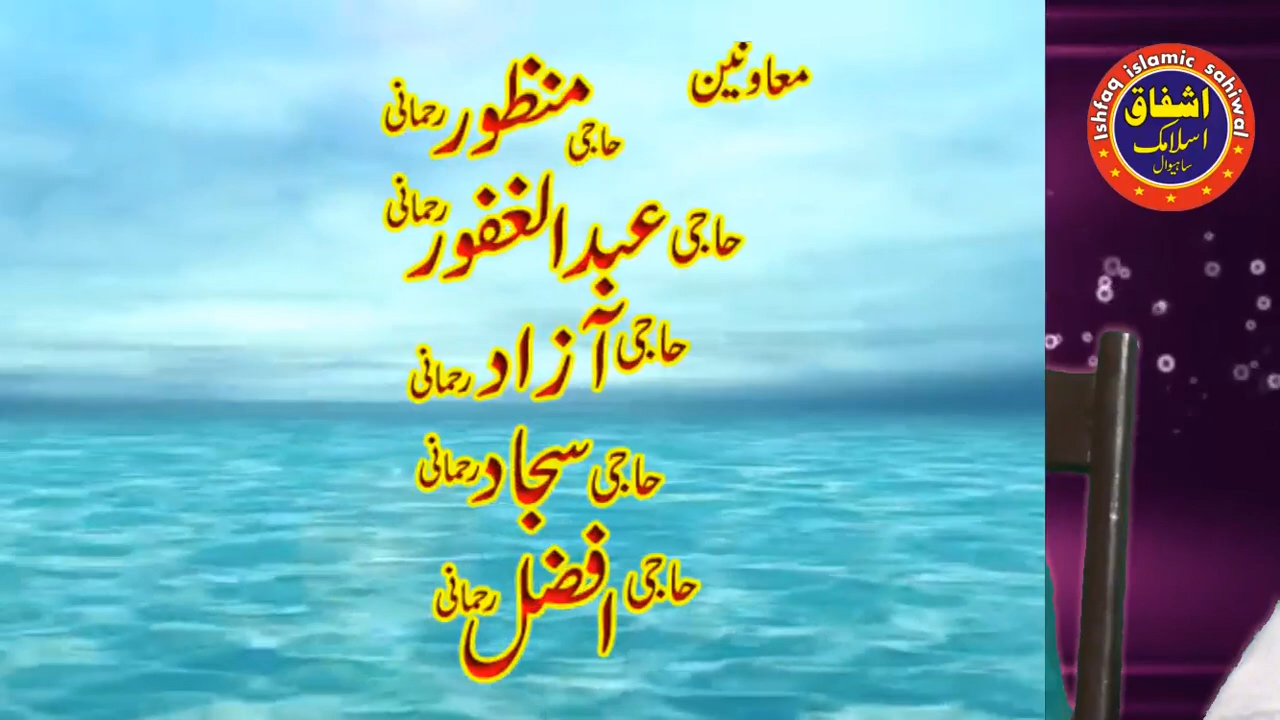 معاونین
حاجی منظور رحمانی
حاجی عبدالغفور رحمانی
حاجی آزاد رحمانی
حاجی سجاد رحمانی
حاجی افضل رحمانی
Ishfaq islamic sahiwal
اشفاق
اسلامک
ساہیوال